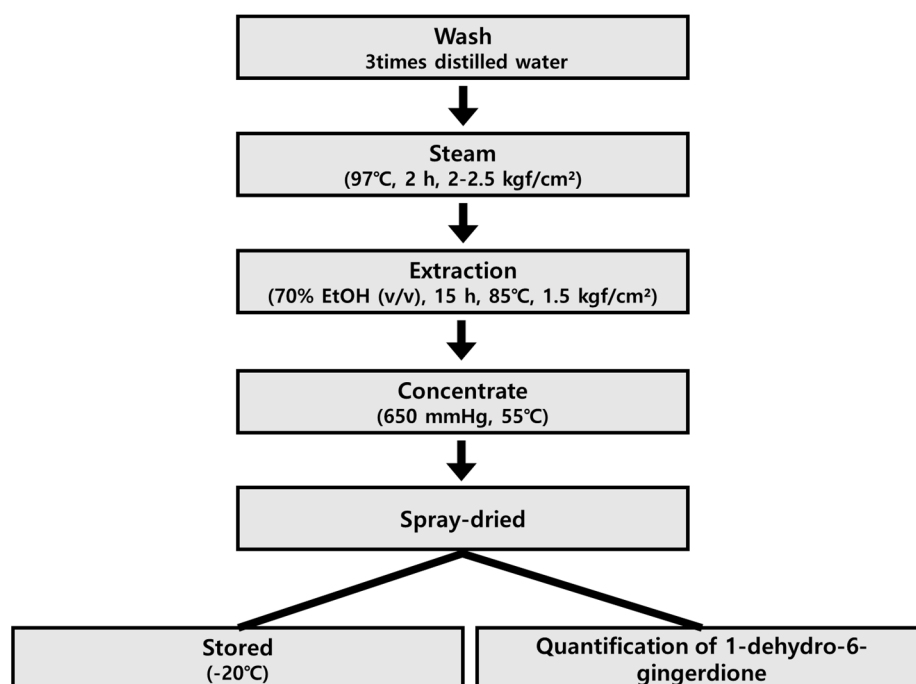 Wash
3times distilled water
Steam
(97℃, 2 h, 2-2.5 kgf/cm²)
Extraction
(70% EtOH (v/v), 15 h, 85℃, 1.5 kgf/cm²)
Concentrate
(650 mmHg, 55℃)
Spray-dried
Stored
(-20℃)
Quantification of 1-dehydro-6-
gingerdione